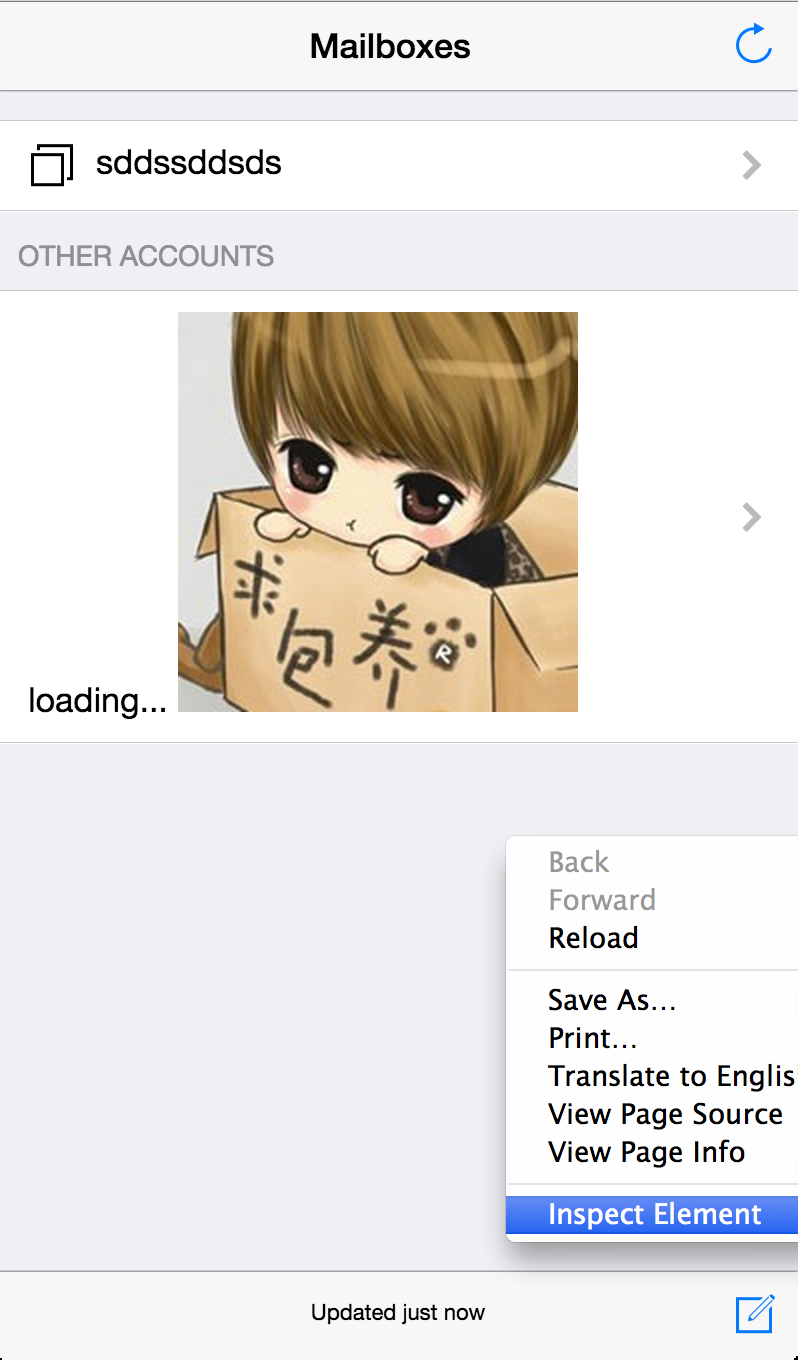 Mailboxes
sddssddsds
OTHER ACCOUNTS
求
包
养
R
loading...
Back
Forward
Reload
Save As...
Print...
Translate to Englis
View Page Source
View Page Info
Inspect Element
Updated just now